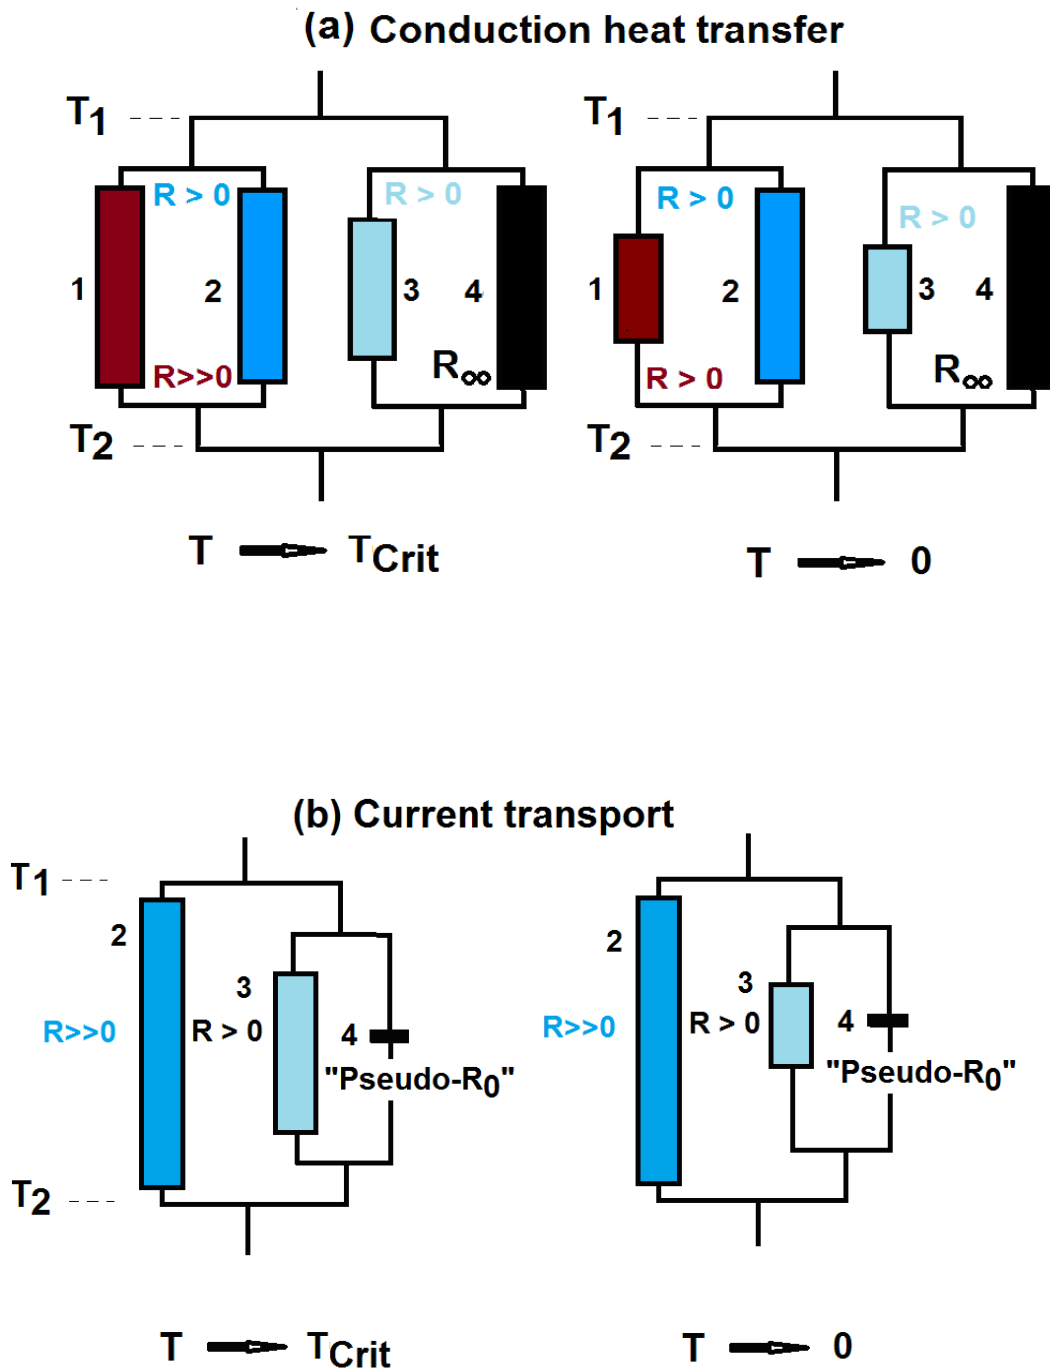 (a) Conduction heat transfer
T1 T1
R > 0 R > 0 R > 0 R > 0
1 2 3 4 1 2 3 4
R>>0 R∞ R > 0 R∞
T2 T2
T TCrit T 0
(b) Current transport
T1
2 2
3 3
R>>0 R > 0 4 R>>0 R > 0 4
"Pseudo-R0" "Pseudo-R0"
T2
T TCrit T 0